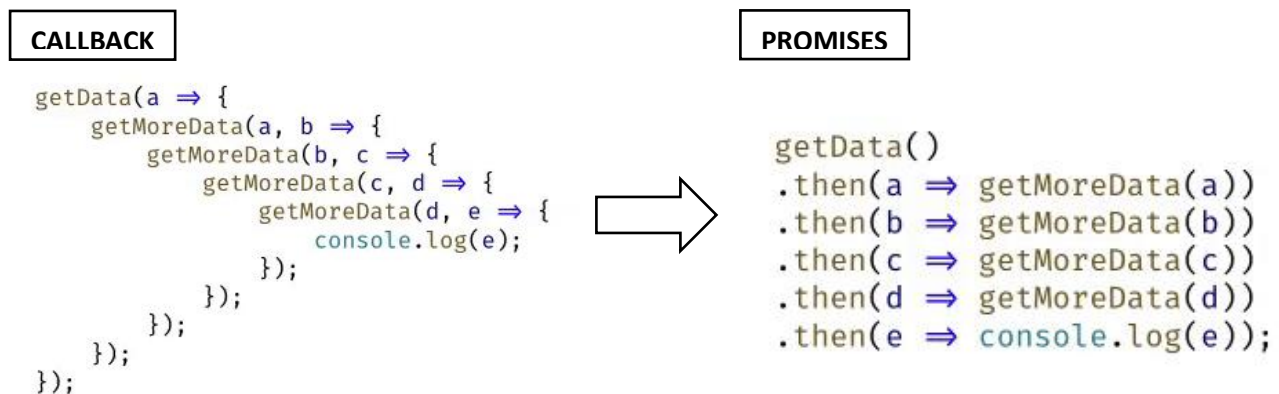 CALLBACK
getData(a => {
    getMoreData(a, b => {
        getMoreData(b, c => {
            getMoreData(c, d => {
                getMoreData(d, e => {
                    console.log(e);
                });
            });
        });
    });
});
PROMISES
getData()
.then(a => getMoreData(a))
.then(b => getMoreData(b))
.then(c => getMoreData(c))
.then(d => getMoreData(d))
.then(e => console.log(e));